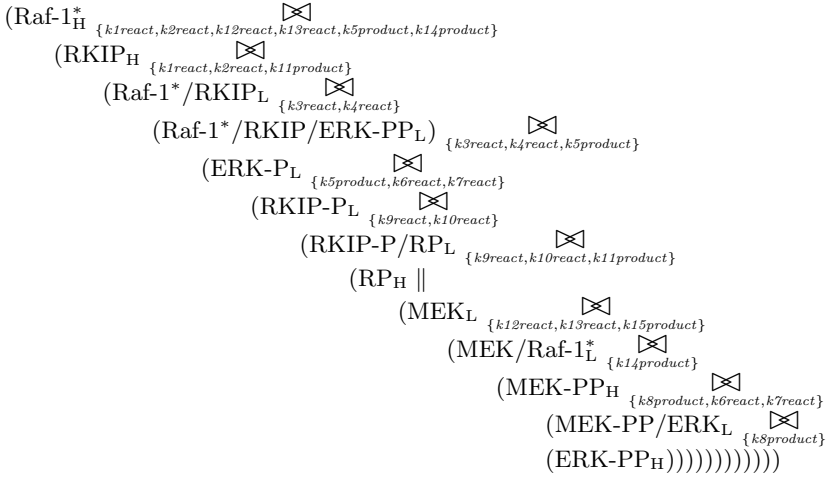 (Raf-1*_H ⋈_{k1react,k2react,k12react,k13react,k5product,k14product}
(RKIP_H ⋈_{k1react,k2react,k11product}
(Raf-1*/RKIP_L ⋈_{k3react,k4react}
(Raf-1*/RKIP/ERK-PP_L) ⋈_{k3react,k4react,k5product}
(ERK-P_L ⋈_{k5product,k6react,k7react}
(RKIP-P_L ⋈_{k9react,k10react}
(RKIP-P/RP_L ⋈_{k9react,k10react,k11product}
(RP_H ∥
(MEK_L ⋈_{k12react,k13react,k15product}
(MEK/Raf-1*_L ⋈_{k14product}
(MEK-PP_H ⋈_{k8product,k6react,k7react}
(MEK-PP/ERK_L ⋈_{k8product}
(ERK-PP_H))))))))))))